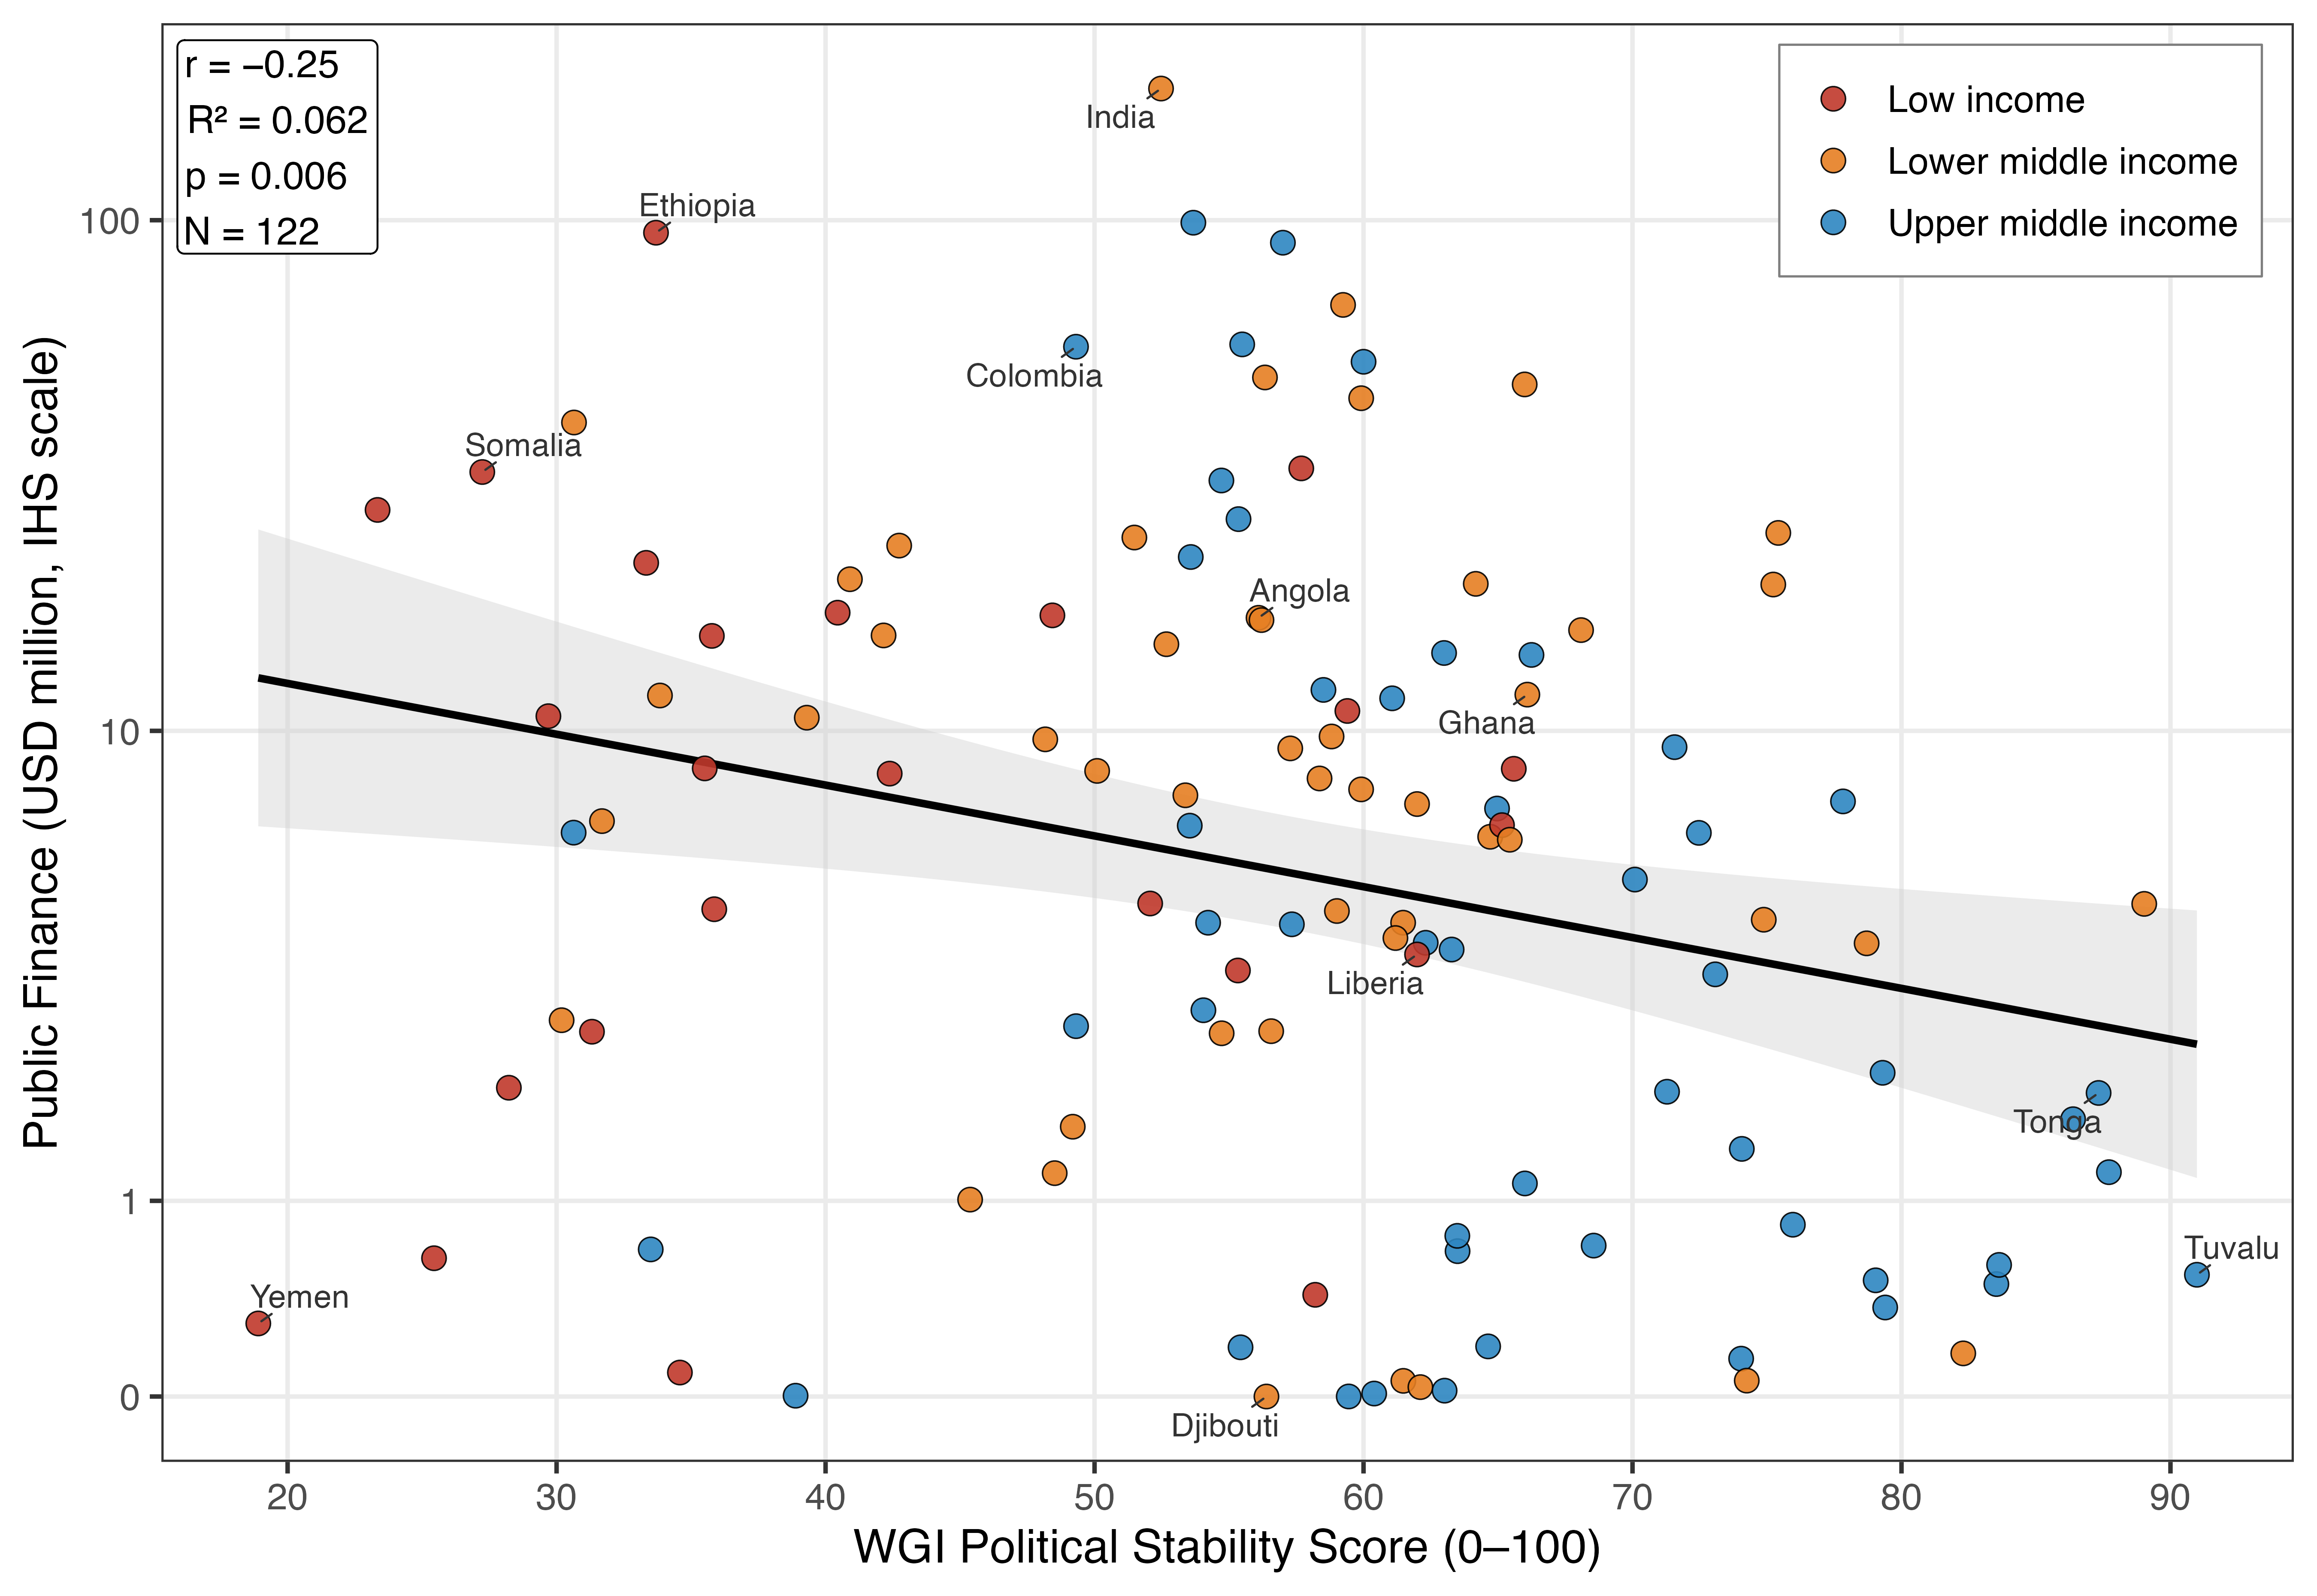 r = −0.25
R² = 0.062
p = 0.006
N = 122
Low income
Lower middle income
Upper middle income
India
Ethiopia
Colombia
Somalia
Angola
Ghana
Liberia
Tonga
Tuvalu
Yemen
Djibouti
100
10
1
0
20 30 40 50 60 70 80 90
WGI Political Stability Score (0–100)
Public Finance (USD million, IHS scale)